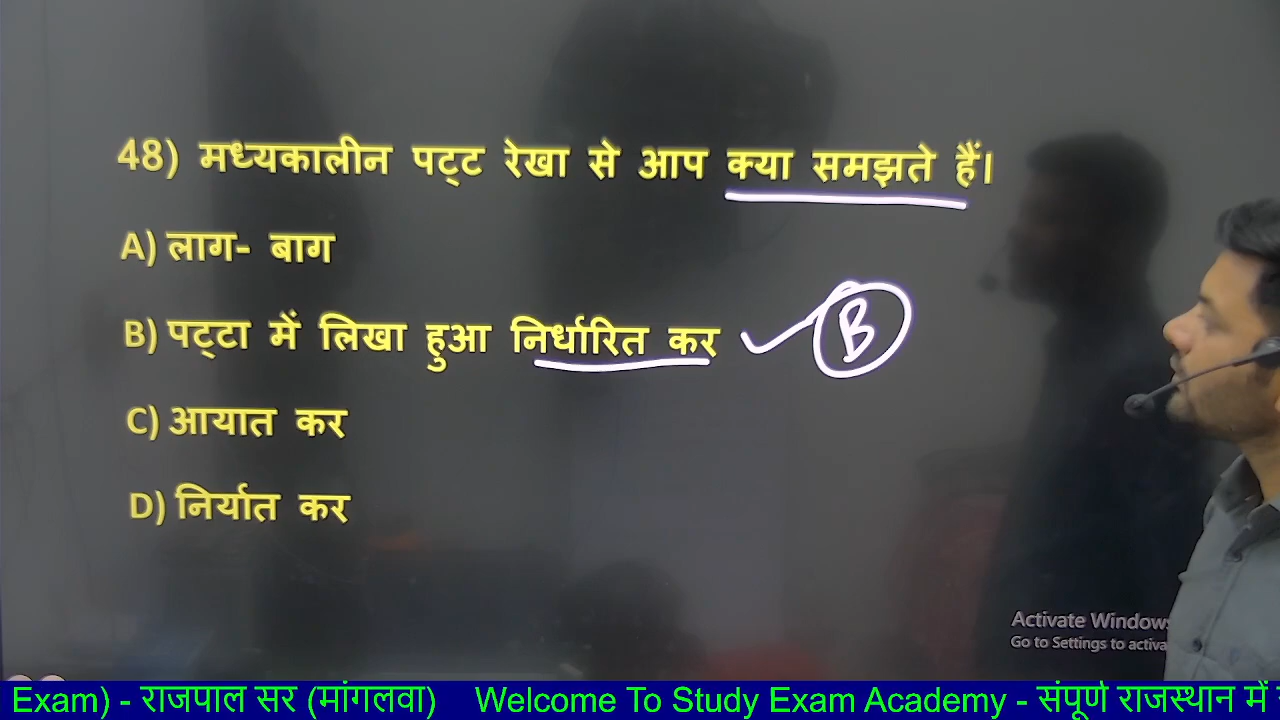 48) मध्यकालीन पट्ट रेखा से आप क्या समझते हैं।
A) लाग- बाग
B) पट्टा में लिखा हुआ निर्धारित कर
B
C) आयात कर
D) निर्यात कर
Activate Windows
Go to Settings to activa
Exam) - राजपाल सर (मांगलवा) Welcome To Study Exam Academy - संपूर्ण राजस्थान में